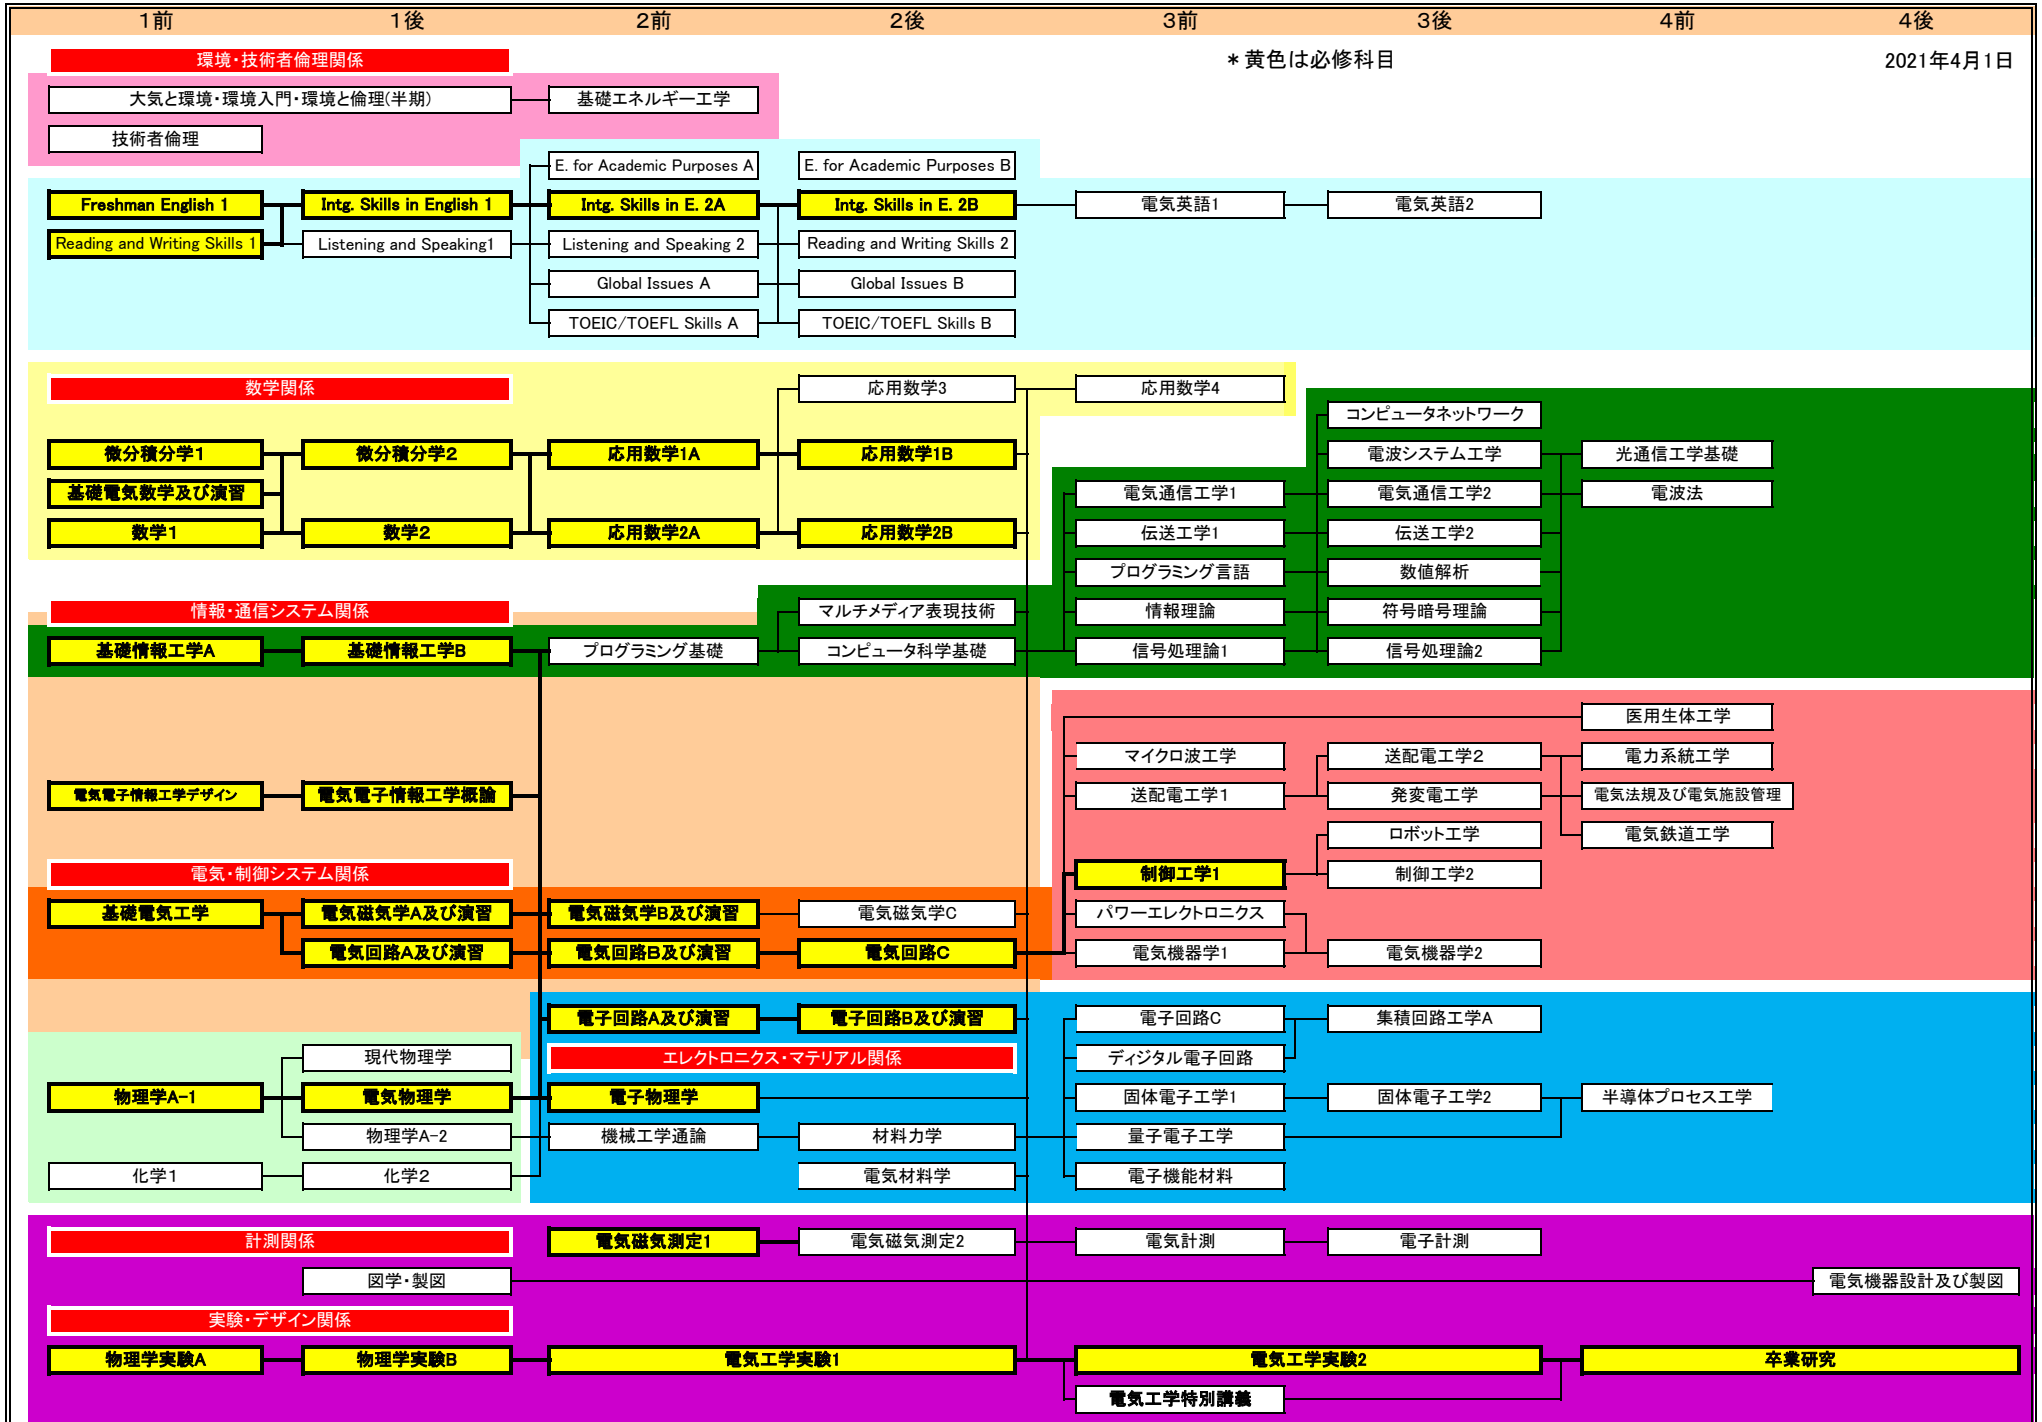 1前 1後 2前 2後 3前 3後 4前 4後
環境・技術者倫理関係 ＊黄色は必修科目 2021年4月1日
大気と環境・環境入門・環境と倫理(半期) 基礎エネルギー工学
技術者倫理
E. for Academic Purposes A E. for Academic Purposes B
Freshman English 1 Intg. Skills in English 1 Intg. Skills in E. 2A Intg. Skills in E. 2B 電気英語1 電気英語2
Reading and Writing Skills 1 Listening and Speaking1 Listening and Speaking 2 Reading and Writing Skills 2
Global Issues A Global Issues B
TOEIC/TOEFL Skills A TOEIC/TOEFL Skills B
数学関係 応用数学3 応用数学4
コンピュータネットワーク
微分積分学1 微分積分学2 応用数学1A 応用数学1B 電波システム工学 光通信工学基礎
基礎電気数学及び演習 電気通信工学1 電気通信工学2 電波法
数学1 数学2 応用数学2A 応用数学2B 伝送工学1 伝送工学2
プログラミング言語 数値解析
情報・通信システム関係 マルチメディア表現技術 情報理論 符号暗号理論
基礎情報工学A 基礎情報工学B プログラミング基礎 コンピュータ科学基礎 信号処理論1 信号処理論2
医用生体工学
マイクロ波工学 送配電工学2 電力系統工学
電気電子情報工学デザイン 電気電子情報工学概論 送配電工学1 発変電工学 電気法規及び電気施設管理
ロボット工学 電気鉄道工学
電気・制御システム関係 制御工学1 制御工学2
基礎電気工学 電気磁気学A及び演習 電気磁気学B及び演習 電気磁気学C パワーエレクトロニクス
電気回路A及び演習 電気回路B及び演習 電気回路C 電気機器学1 電気機器学2
電子回路A及び演習 電子回路B及び演習 電子回路C 集積回路工学A
現代物理学 エレクトロニクス・マテリアル関係 ディジタル電子回路
物理学A-1 電気物理学 電子物理学 固体電子工学1 固体電子工学2 半導体プロセス工学
物理学A-2 機械工学通論 材料力学 量子電子工学
化学1 化学2 電気材料学 電子機能材料
計測関係 電気磁気測定1 電気磁気測定2 電気計測 電子計測
図学・製図 電気機器設計及び製図
実験・デザイン関係
物理学実験A 物理学実験B 電気工学実験1 電気工学実験2 卒業研究
電気工学特別講義